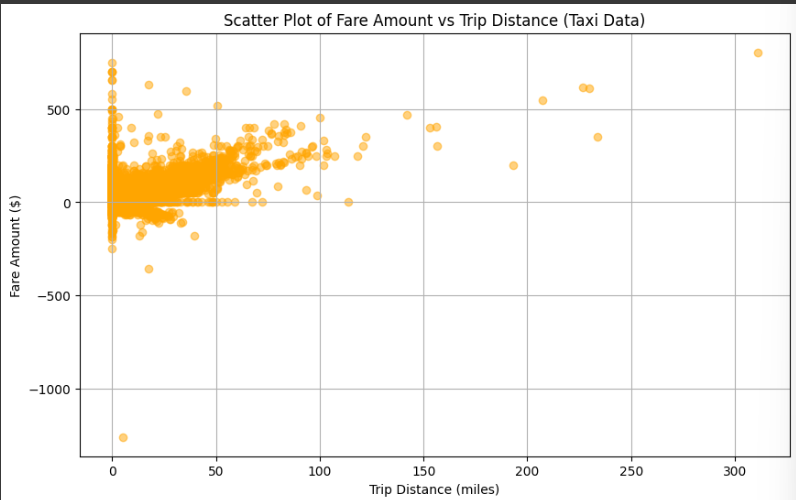 Scatter Plot of Fare Amount vs Trip Distance (Taxi Data)
Fare Amount ($)
500
0
−500
−1000
0 50 100 150 200 250 300
Trip Distance (miles)